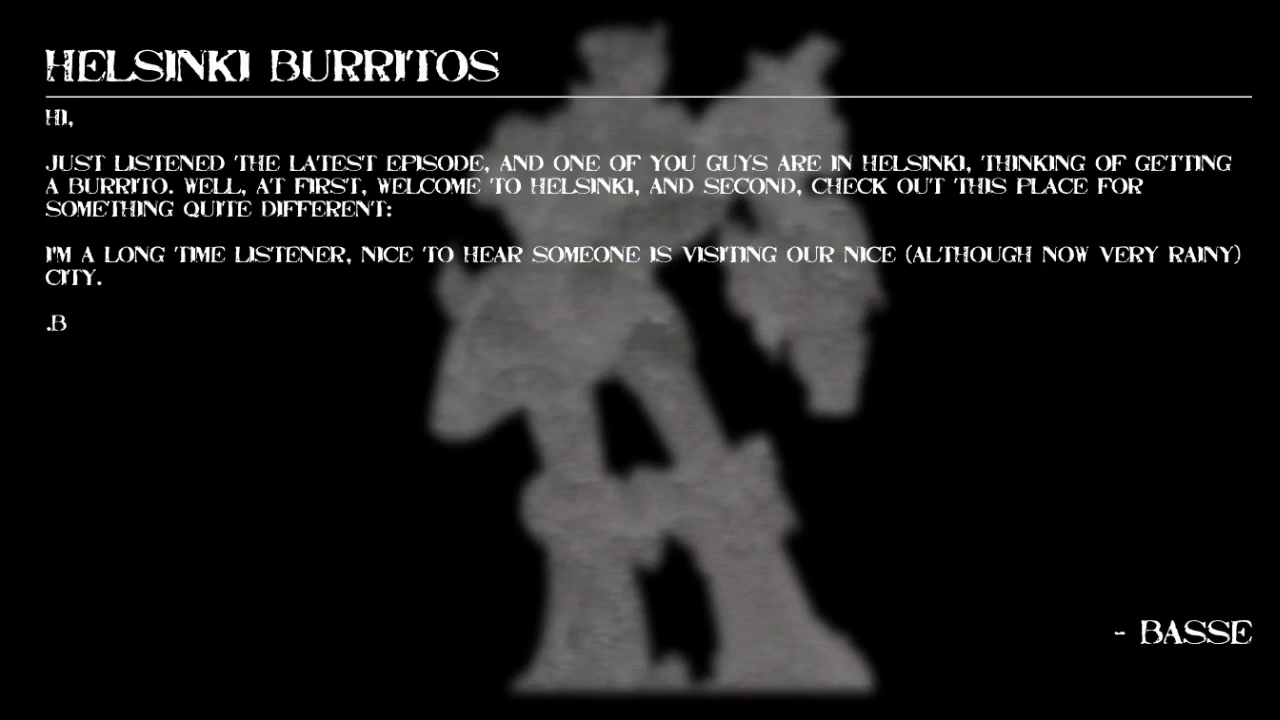 HELSINKI BURRITOS
HI,
JUST LISTENED THE LATEST EPISODE, AND ONE OF YOU GUYS ARE IN HELSINKI, THINKING OF GETTING
A BURRITO. WELL, AT FIRST, WELCOME TO HELSINKI, AND SECOND, CHECK OUT THIS PLACE FOR
SOMETHING QUITE DIFFERENT:
I'M A LONG TIME LISTENER, NICE TO HEAR SOMEONE IS VISITING OUR NICE (ALTHOUGH NOW VERY RAINY)
CITY.
.B
- BASSE